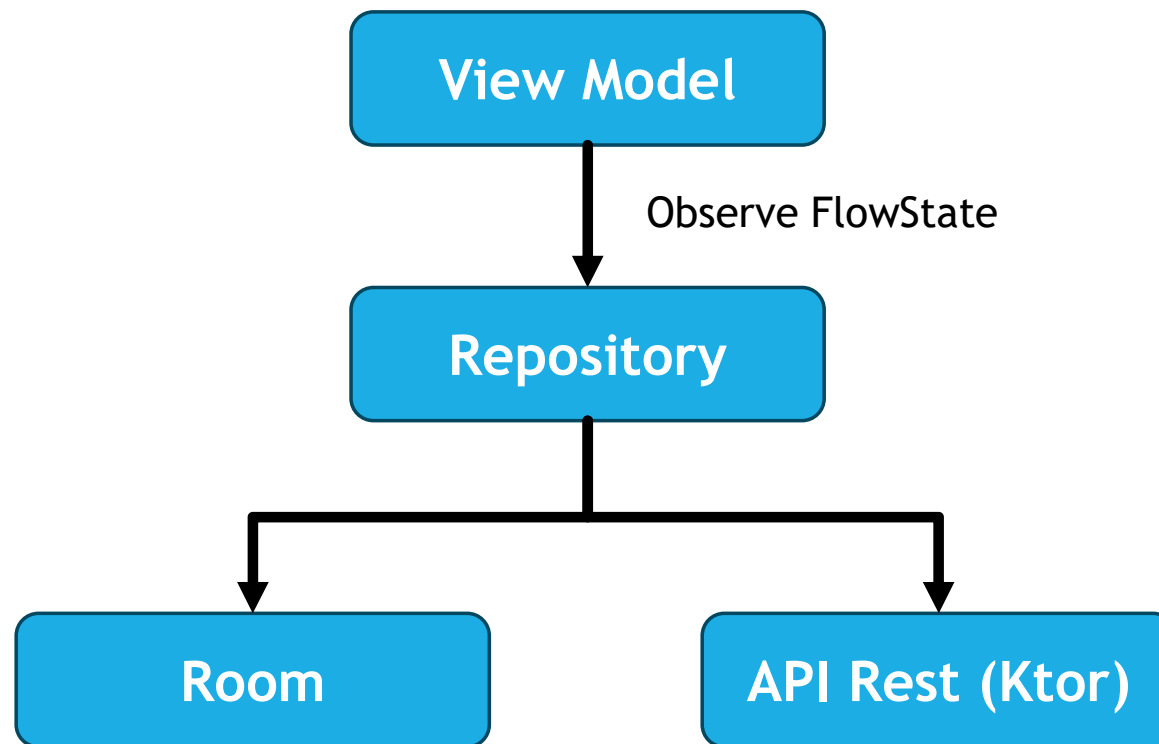 View Model
Observe FlowState
Repository
Room
API Rest (Ktor)